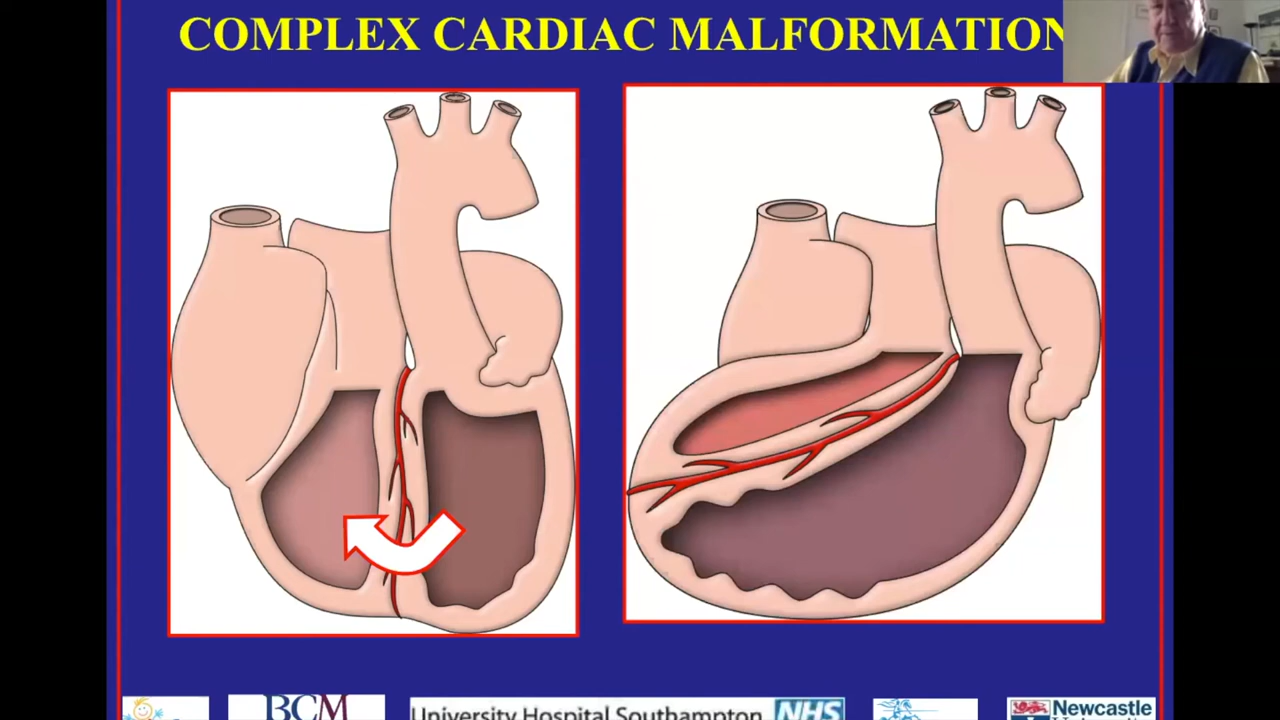 COMPLEX CARDIAC MALFORMATION
BCM
University Hospital Southampton
NHS
Newcastle